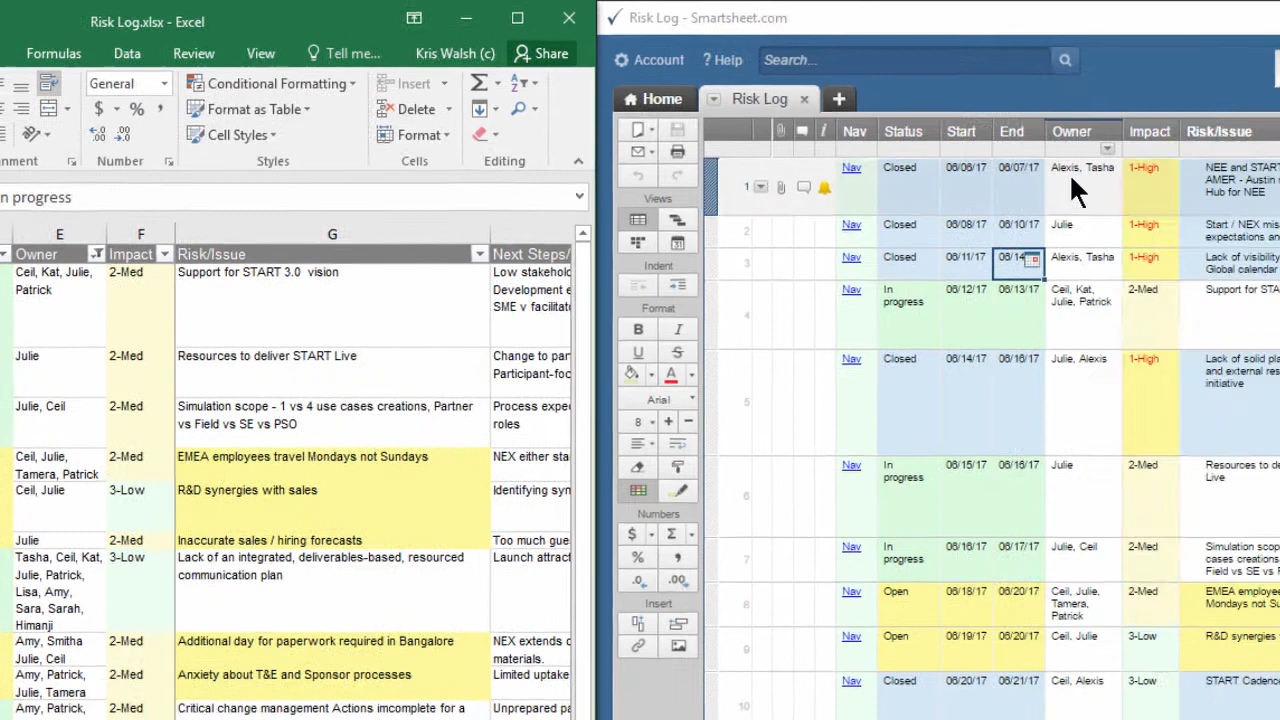 Risk Log.xlsx - Excel
Formulas Data Review View Tell me... Kris Walsh (c) Share
General
Conditional Formatting
Format as Table
Cell Styles
Insert
Delete
Format
nment Number Styles Cells Editing
n progress
E F G
Owner Impact Risk/Issue Next Steps/
Ceil, Kat, Julie, 2-Med Support for START 3.0 vision Low stakehold
Patrick Development e
SME v facilitato
Julie 2-Med Resources to deliver START Live Change to part
Participant-foc
Julie, Ceil 2-Med Simulation scope - 1 vs 4 use cases creations, Partner Process expec
vs Field vs SE vs PSO roles
Ceil, Julie, 2-Med EMEA employees travel Mondays not Sundays NEX either sta
Tamera, Patrick
Ceil, Julie 3-Low R&D synergies with sales Identifying syn
Julie 2-Med Inaccurate sales / hiring forecasts Too much gues
Tasha, Ceil, Kat, 3-Low Lack of an integrated, deliverables-based, resourced Launch attract
Julie, Patrick, communication plan
Lisa, Amy,
Sara, Sarah,
Himanji
Amy, Smitha 2-Med Additional day for paperwork required in Bangalore NEX extends c
Julie, Ceil materials.
Amy, Patrick, 2-Med Anxiety about T&E and Sponsor processes Limited uptake
Julie, Tamera
Amy, Patrick, 2-Med Critical change management Actions imcomplete for a Unprepared pa
Risk Log - Smartsheet.com
Account ? Help Search...
Home Risk Log
Views
Indent
Format
B I
U S
A
Arial
8
Numbers
$ Σ
%
.0 .00
Insert
Nav Status Start End Owner Impact Risk/Issue
1 Nav Closed 06/06/17 06/07/17 Alexis, Tasha 1-High NEE and START
AMER - Austin
Hub for NEE
2 Nav Closed 06/08/17 06/10/17 Julie 1-High Start / NEX mis
expectations an
3 Nav Closed 06/11/17 06/14 Alexis, Tasha 1-High Lack of visibility
Global calendar
4 Nav In progress 06/12/17 06/13/17 Ceil, Kat, Julie, Patrick 2-Med Support for STA
5 Nav Closed 06/14/17 06/16/17 Julie, Alexis 1-High Lack of solid pla
and external res
initiative
6 Nav In progress 06/15/17 06/16/17 Julie 2-Med Resources to de
Live
7 Nav In progress 06/16/17 06/17/17 Julie, Ceil 2-Med Simulation scop
cases creations,
Field vs SE vs PS
8 Nav Open 06/18/17 06/20/17 Ceil, Julie, Tamera, Patrick 2-Med EMEA employee
Mondays not Su
9 Nav Open 06/19/17 06/20/17 Ceil, Julie 3-Low R&D synergies
10 Nav Closed 06/20/17 06/21/17 Ceil, Alexis 3-Low START Cadenc